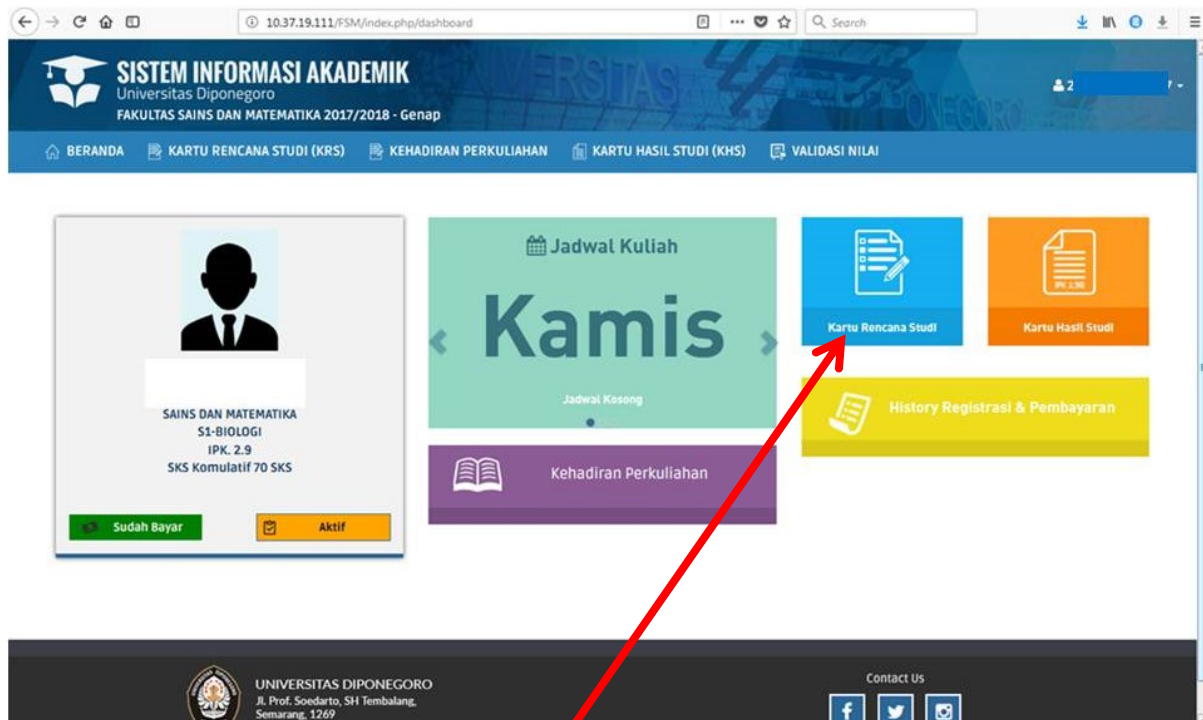 10.37.19.111/FSM/index.php/dashboard
Search
SISTEM INFORMASI AKADEMIK
Universitas Diponegoro
FAKULTAS SAINS DAN MATEMATIKA 2017/2018 - Genap
UNIVERSITAS DIPONEGORO
2 7
BERANDA KARTU RENCANA STUDI (KRS) KEHADIRAN PERKULIAHAN KARTU HASIL STUDI (KHS) VALIDASI NILAI
SAINS DAN MATEMATIKA
S1-BIOLOGI
IPK. 2.9
SKS Komulatif 70 SKS
Sudah Bayar
Aktif
Jadwal Kuliah
Kamis
Jadwal Kosong
Kehadiran Perkuliahan
Kartu Rencana Studi
Kartu Hasil Studi
History Registrasi & Pembayaran
UNIVERSITAS DIPONEGORO
Jl. Prof. Soedarto, SH Tembalang,
Semarang, 1269
Contact Us